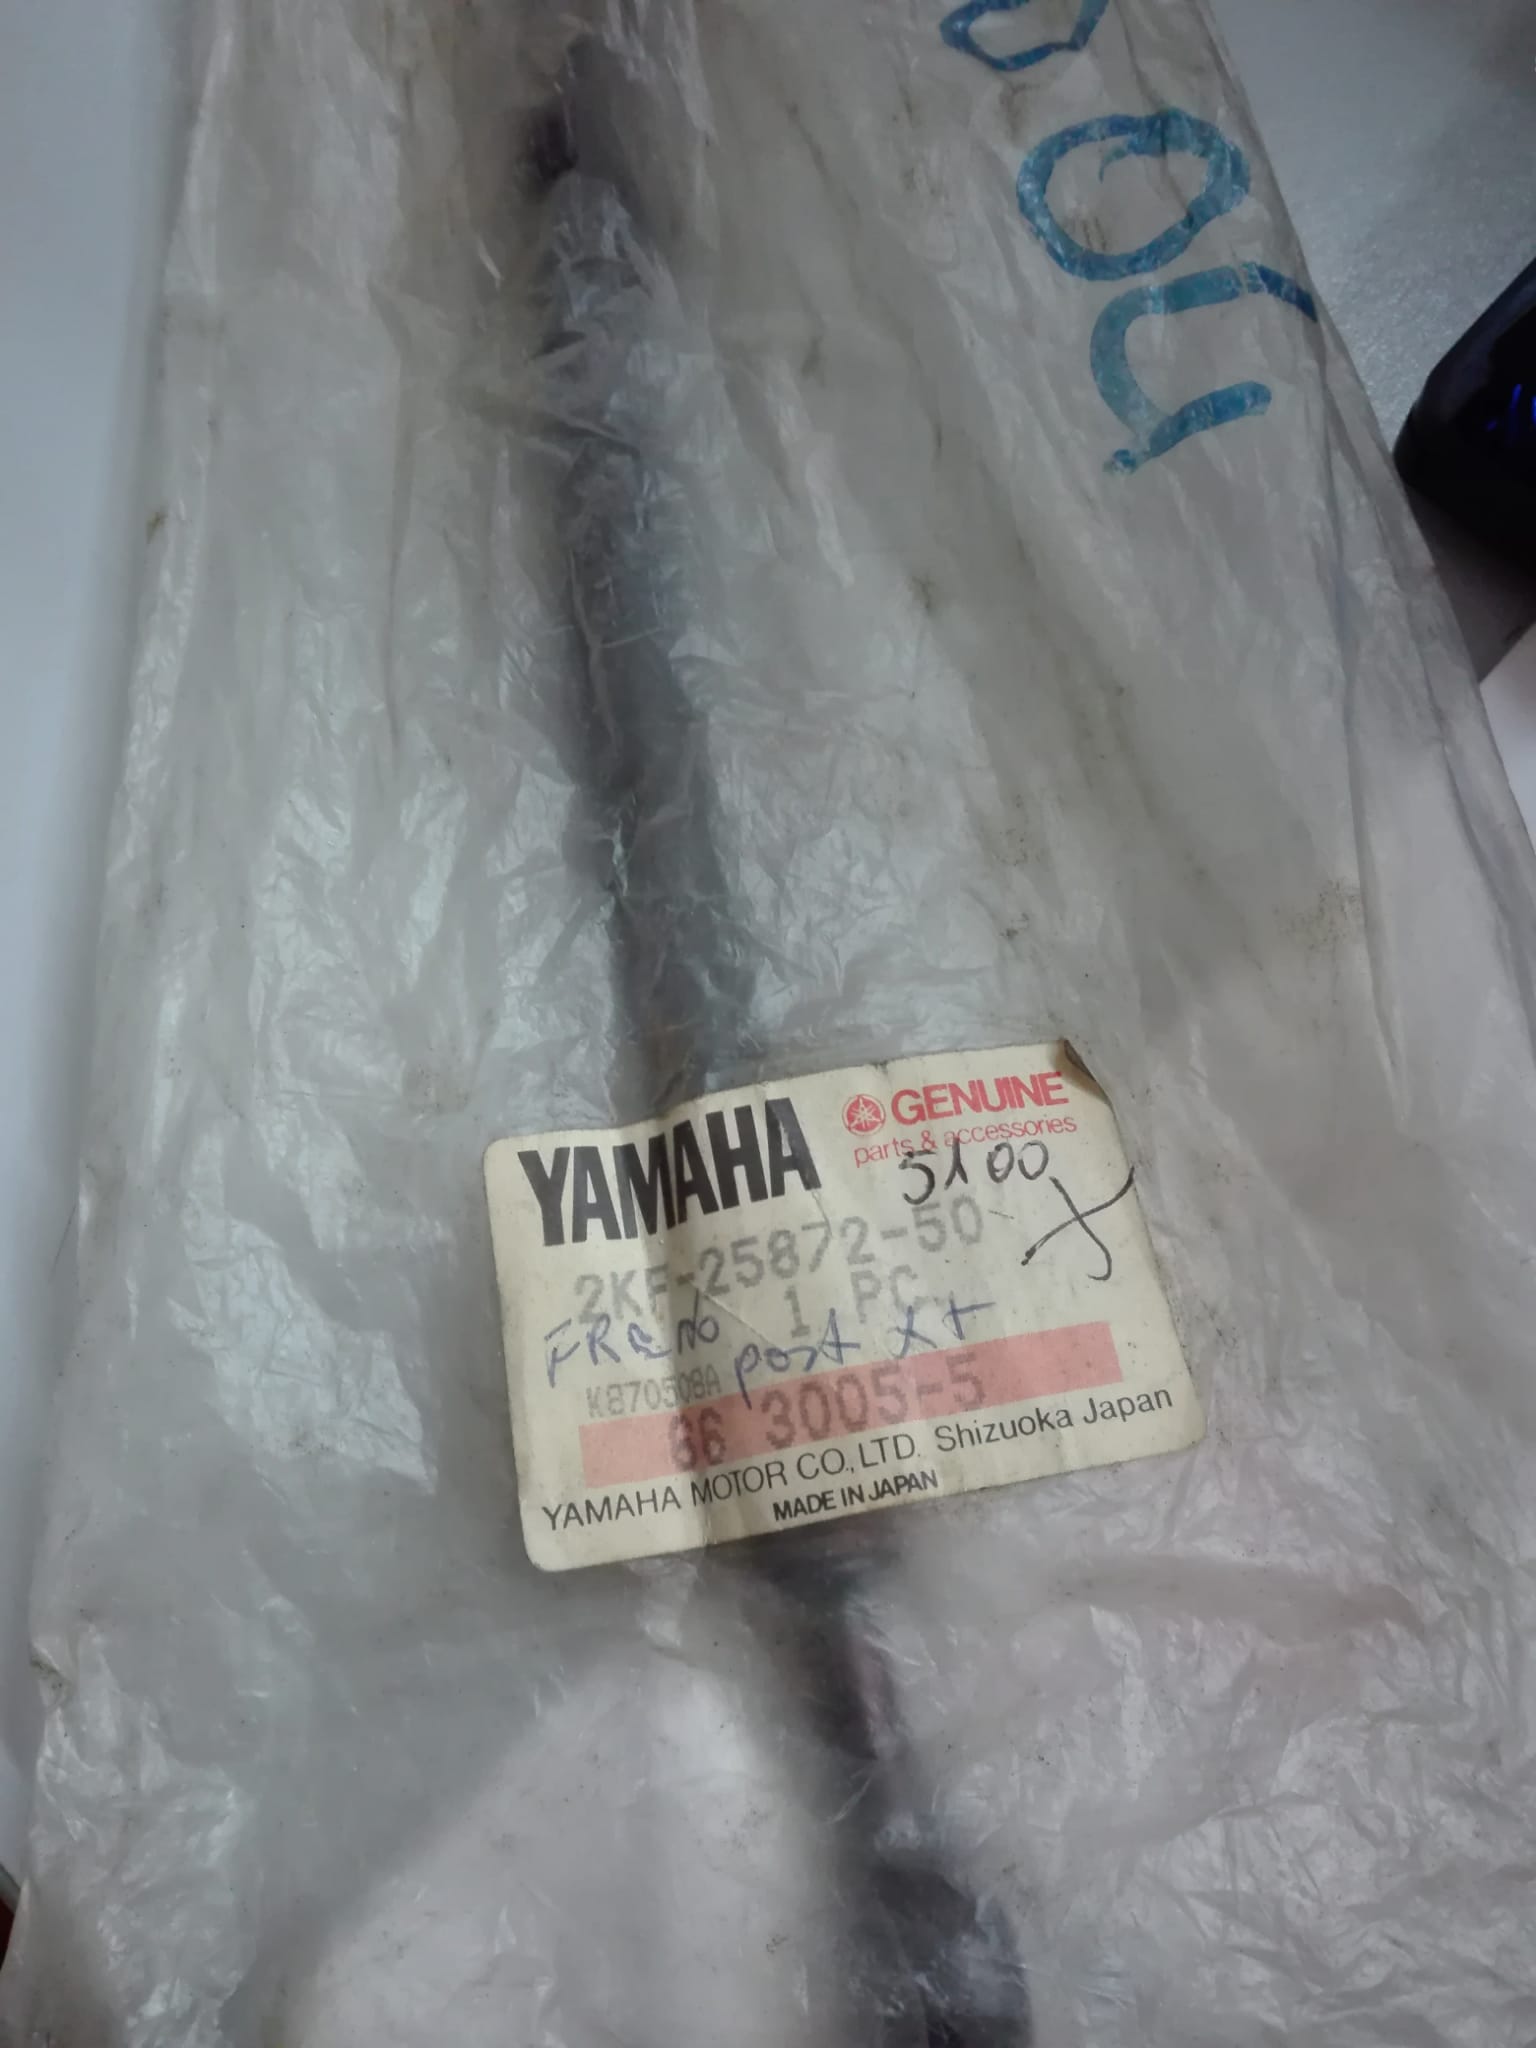 YAMAHA
GENUINE
parts & accessories
5100
2KF-25872-50
1 PC
FRENO
post XT
K870508A
G6 3005-5
YAMAHA MOTOR CO., LTD. Shizuoka Japan
MADE IN JAPAN